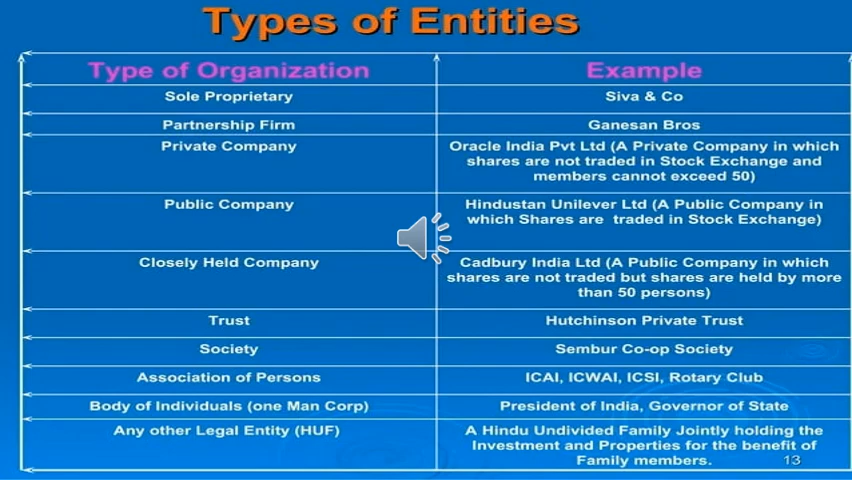 Types of Entities
Type of Organization Example
Sole Proprietary Siva & Co
Partnership Firm Ganesan Bros
Private Company Oracle India Pvt Ltd (A Private Company in which
shares are not traded in Stock Exchange and
members cannot exceed 50)
Public Company Hindustan Unilever Ltd (A Public Company in
which Shares are traded in Stock Exchange)
Closely Held Company Cadbury India Ltd (A Public Company in which
shares are not traded but shares are held by more
than 50 persons)
Trust Hutchinson Private Trust
Society Sembur Co-op Society
Association of Persons ICAI, ICWAI, ICSI, Rotary Club
Body of Individuals (one Man Corp) President of India, Governor of State
Any other Legal Entity (HUF) A Hindu Undivided Family Jointly holding the
Investment and Properties for the benefit of
Family members.
13